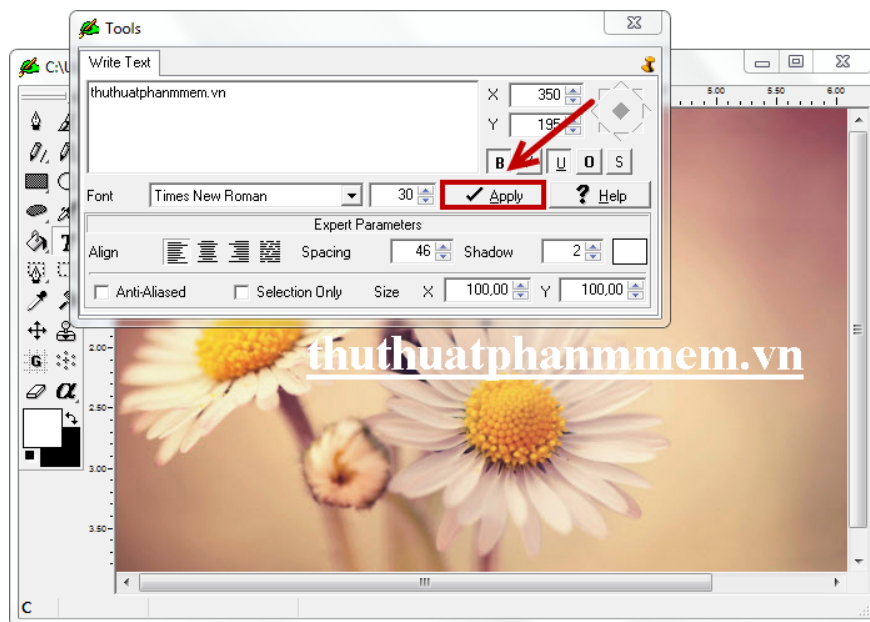 Tools
C:\U
Write Text
thuthuatphanmmem.vn
X 350
Y 195
B U O S
Font Times New Roman 30 Apply ? Help
Expert Parameters
Align Spacing 46 Shadow 2
Anti-Aliased Selection Only Size X 100,00 Y 100,00
5.00 5.50 6.00
T
G
α
2.00
2.50
3.00
3.50
thuthuatphanmmem.vn
C